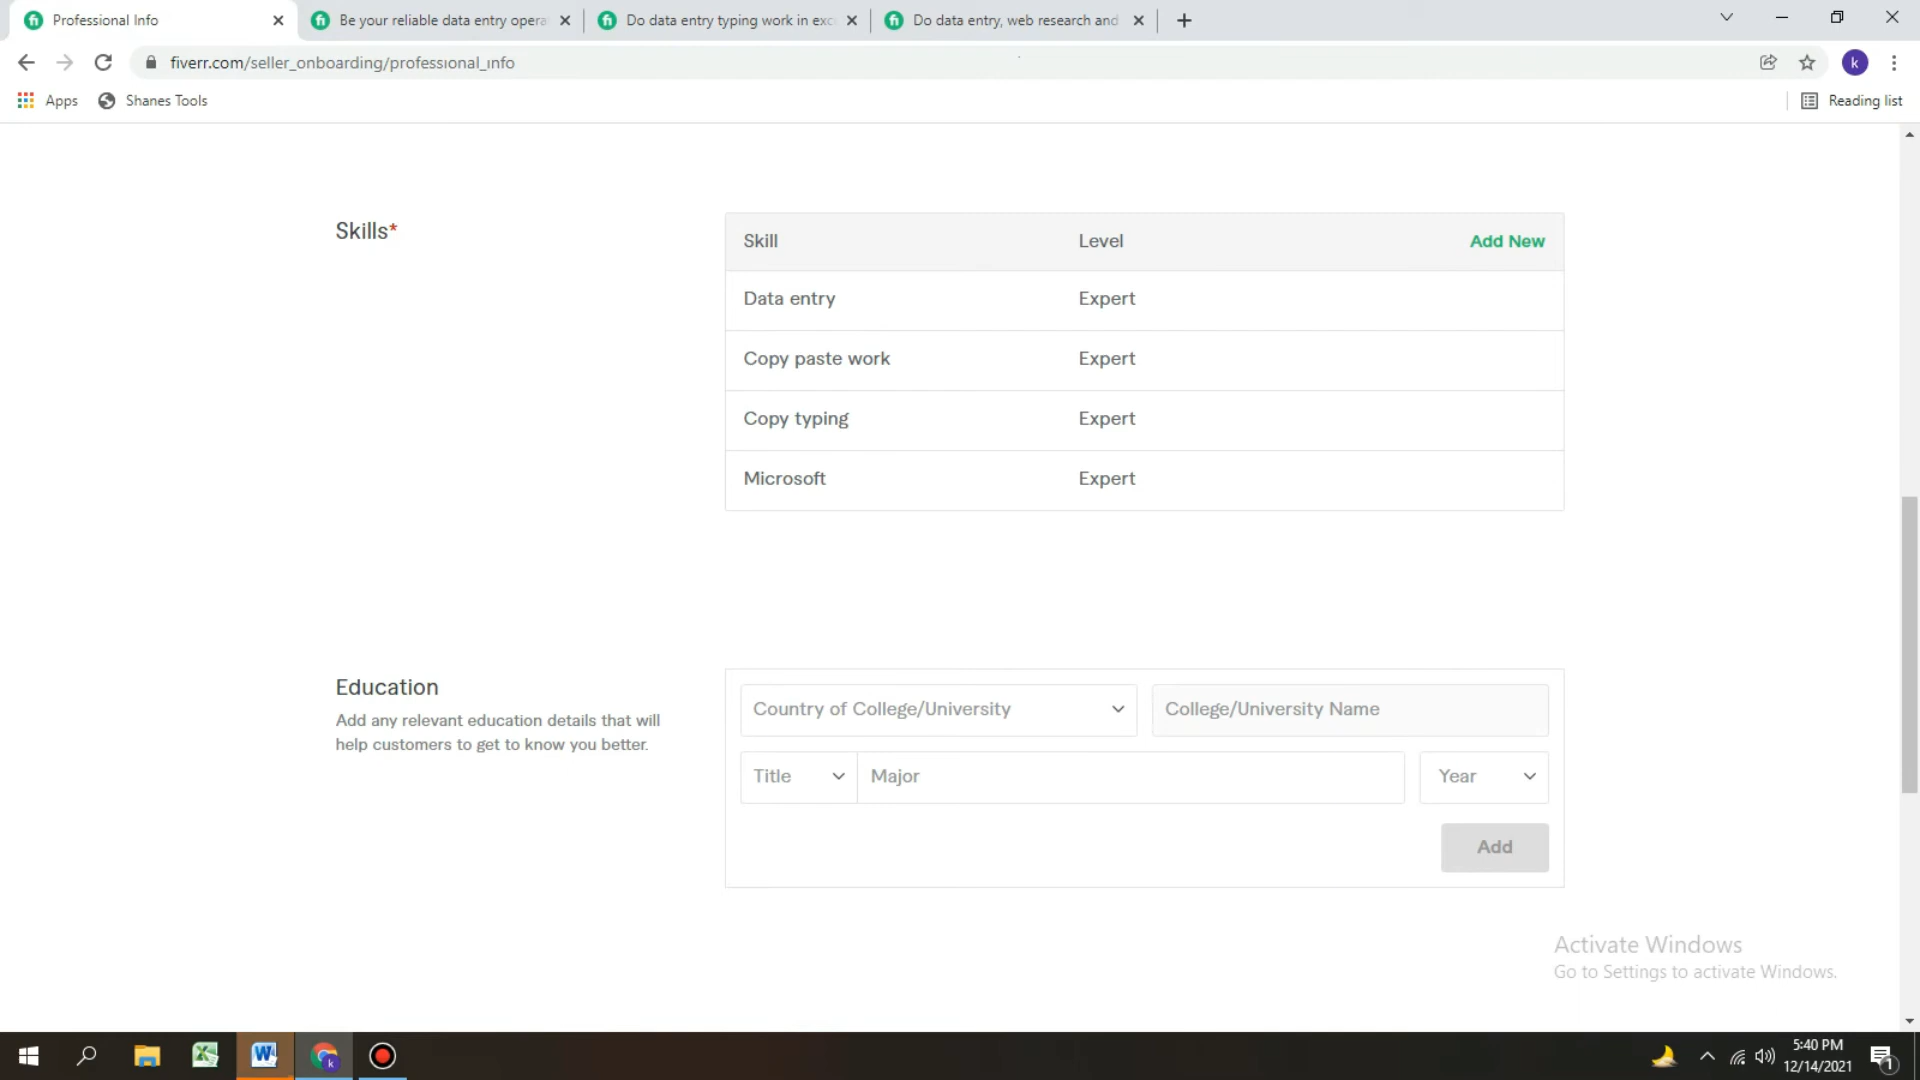 Professional Info
Be your reliable data entry opera
Do data entry typing work in exc
Do data entry, web research and
fiverr.com/seller_onboarding/professional_info
k
Apps
Shanes Tools
Reading list
Skills*
Skill Level Add New
Data entry Expert
Copy paste work Expert
Copy typing Expert
Microsoft Expert
Education
Add any relevant education details that will
help customers to get to know you better.
Country of College/University College/University Name
Title Major Year
Add
Activate Windows
Go to Settings to activate Windows.
5:40 PM
12/14/2021
1